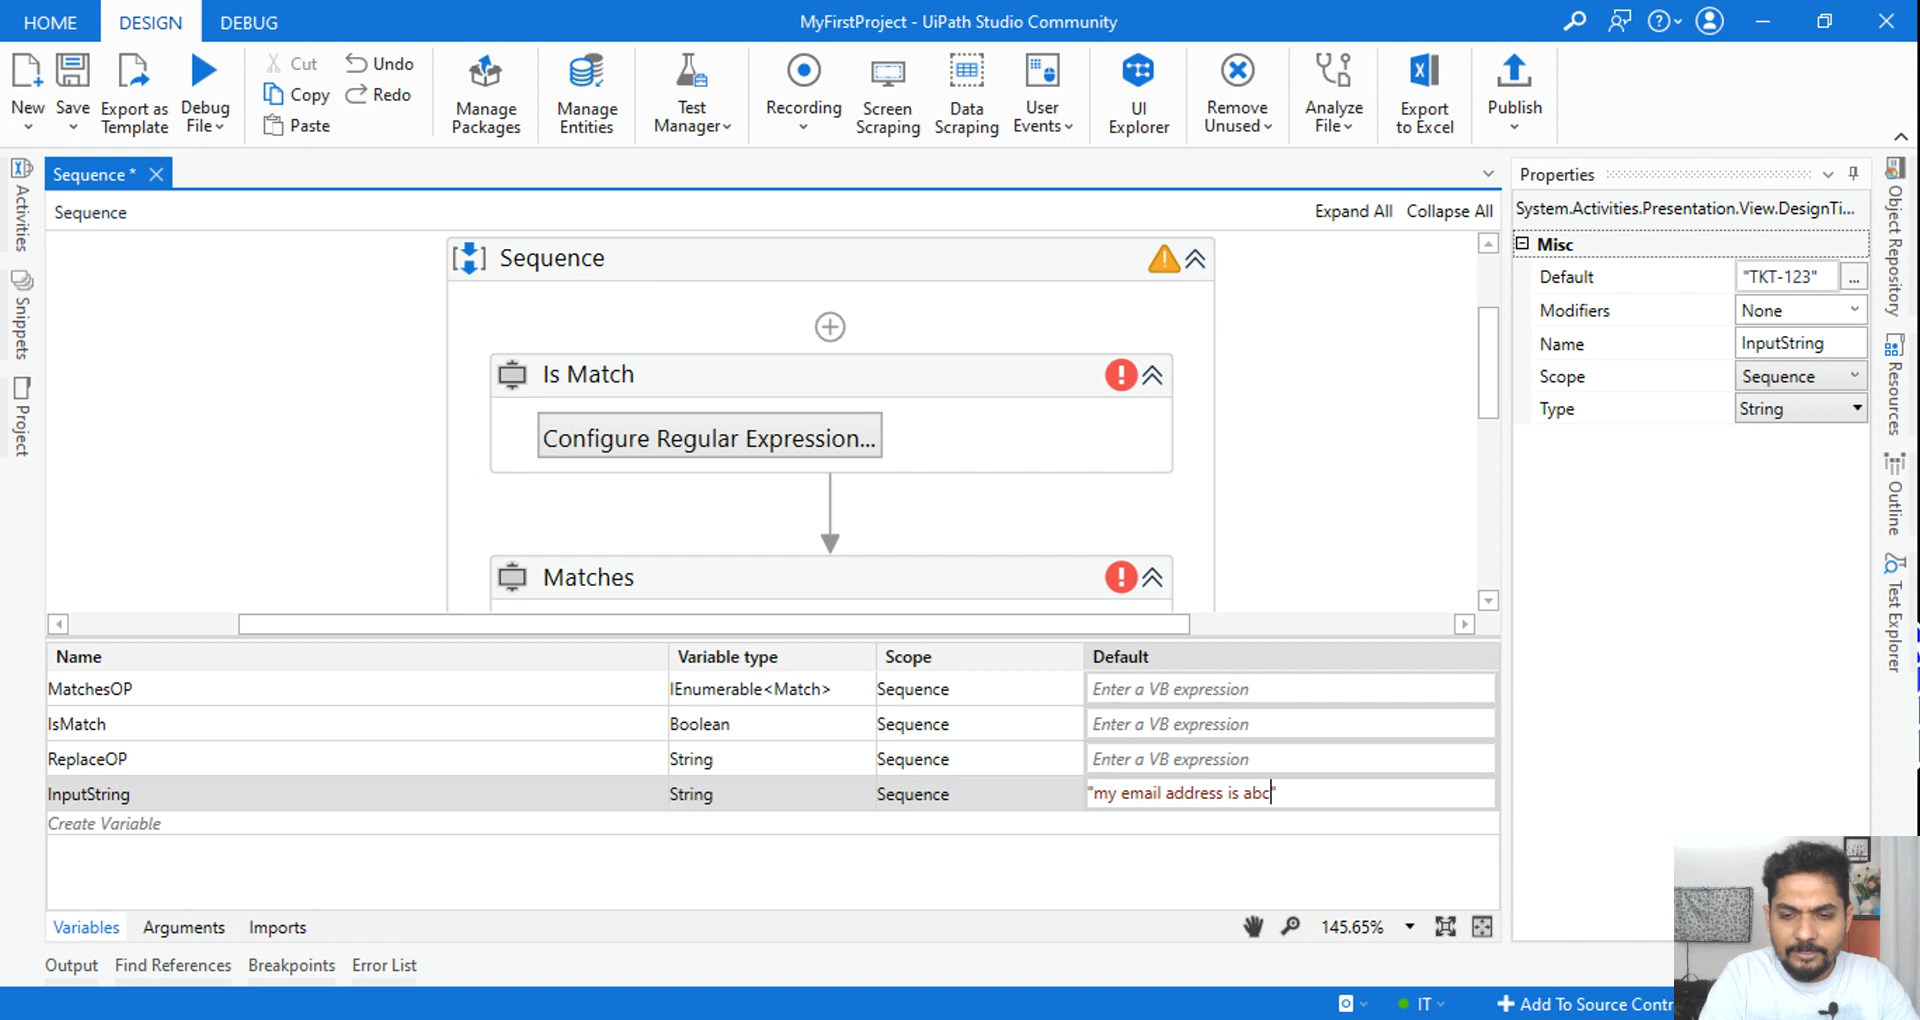 HOME DESIGN DEBUG MyFirstProject - UiPath Studio Community
New Save Export as Template Debug File
Cut Copy Paste Undo Redo
Manage Packages Manage Entities Test Manager
Recording Screen Scraping Data Scraping User Events
UI Explorer Remove Unused Analyze File Export to Excel Publish
Activities
Snippets
Project
Sequence *
Sequence Expand All Collapse All
Sequence
Is Match
Configure Regular Expression...
Matches
Properties
System.Activities.Presentation.View.DesignTi...
Misc
Default "TKT-123" ...
Modifiers None
Name InputString
Scope Sequence
Type String
Object Repository
Resources
Outline
Test Explorer
Name Variable type Scope Default
MatchesOP IEnumerable<Match> Sequence Enter a VB expression
IsMatch Boolean Sequence Enter a VB expression
ReplaceOP String Sequence Enter a VB expression
InputString String Sequence "my email address is abc"
Create Variable
Variables Arguments Imports 145.65%
Output Find References Breakpoints Error List
IT Add To Source Contr